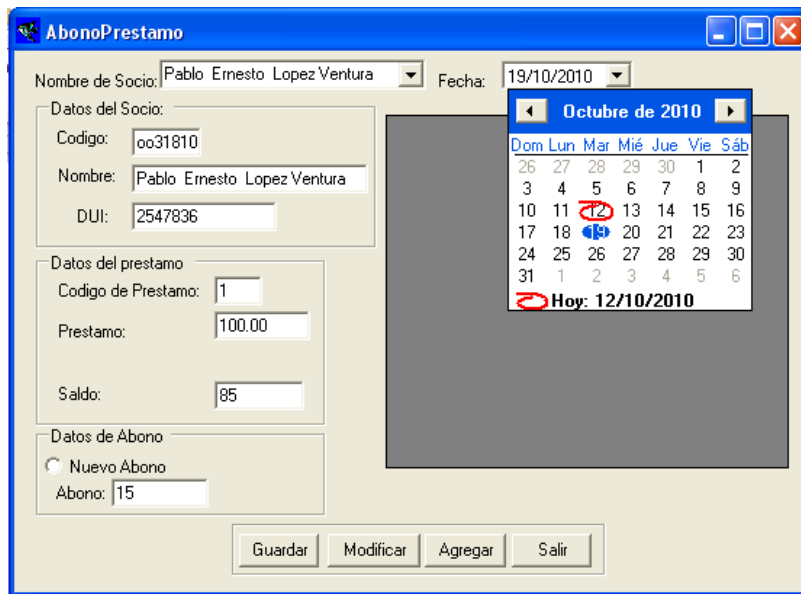 AbonoPrestamo
Nombre de Socio: Pablo Ernesto Lopez Ventura Fecha: 19/10/2010
Datos del Socio:
Codigo: oo31810
Nombre: Pablo Ernesto Lopez Ventura
DUI: 2547836
Datos del prestamo
Codigo de Prestamo: 1
Prestamo: 100.00
Saldo: 85
Datos de Abono
Nuevo Abono
Abono: 15
Octubre de 2010
Dom Lun Mar Mié Jue Vie Sáb
26 27 28 29 30 1 2
3 4 5 6 7 8 9
10 11 12 13 14 15 16
17 18 19 20 21 22 23
24 25 26 27 28 29 30
31 1 2 3 4 5 6
Hoy: 12/10/2010
Guardar Modificar Agregar Salir